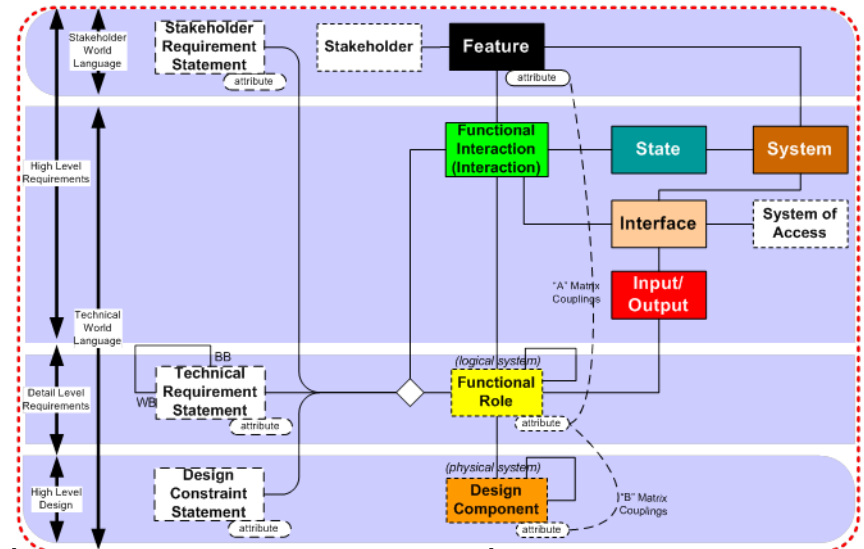 Stakeholder
World
Language
Stakeholder
Requirement
Statement
attribute
Stakeholder
Feature
attribute
High Level
Requirements
Functional
Interaction
(Interaction)
State
System
Interface
System of
Access
"A" Matrix
Couplings
Input/
Output
Technical
World
Language
BB
WB
Technical
Requirement
Statement
attribute
(logical system)
Functional
Role
attribute
Detail Level
Requirements
High Level
Design
Design
Constraint
Statement
attribute
(physical system)
Design
Component
attribute
"B" Matrix
Couplings